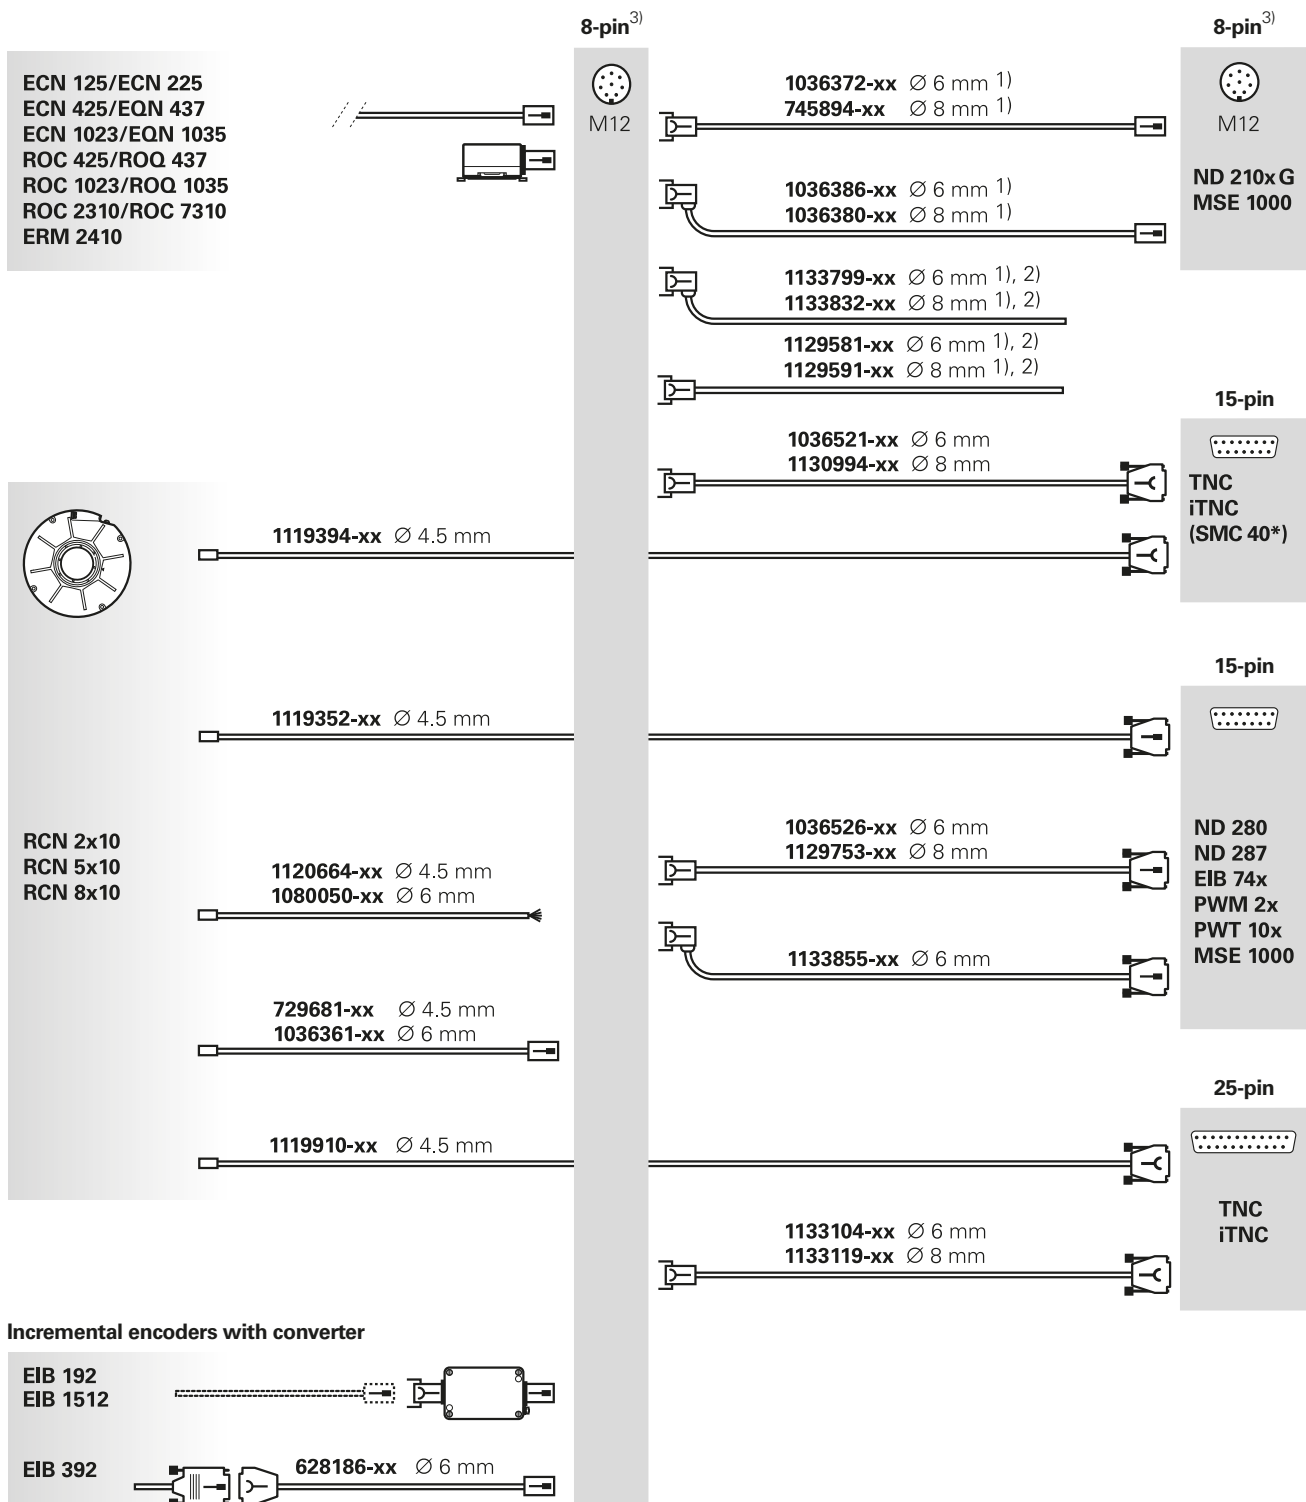 8-pin3)
8-pin3)
ECN 125/ECN 225
ECN 425/EQN 437
ECN 1023/EQN 1035
ROC 425/ROQ 437
ROC 1023/ROQ 1035
ROC 2310/ROC 7310
ERM 2410
M12
1036372-xx Ø 6 mm 1)
745894-xx Ø 8 mm 1)
M12
ND 210x G
MSE 1000
1036386-xx Ø 6 mm 1)
1036380-xx Ø 8 mm 1)
1133799-xx Ø 6 mm 1), 2)
1133832-xx Ø 8 mm 1), 2)
1129581-xx Ø 6 mm 1), 2)
1129591-xx Ø 8 mm 1), 2)
15-pin
1036521-xx Ø 6 mm
1130994-xx Ø 8 mm
TNC
iTNC
(SMC 40*)
1119394-xx Ø 4.5 mm
15-pin
1119352-xx Ø 4.5 mm
RCN 2x10
RCN 5x10
RCN 8x10
1036526-xx Ø 6 mm
1129753-xx Ø 8 mm
ND 280
ND 287
EIB 74x
PWM 2x
PWT 10x
MSE 1000
1120664-xx Ø 4.5 mm
1080050-xx Ø 6 mm
1133855-xx Ø 6 mm
729681-xx Ø 4.5 mm
1036361-xx Ø 6 mm
25-pin
1119910-xx Ø 4.5 mm
TNC
iTNC
1133104-xx Ø 6 mm
1133119-xx Ø 8 mm
Incremental encoders with converter
EIB 192
EIB 1512
EIB 392
628186-xx Ø 6 mm